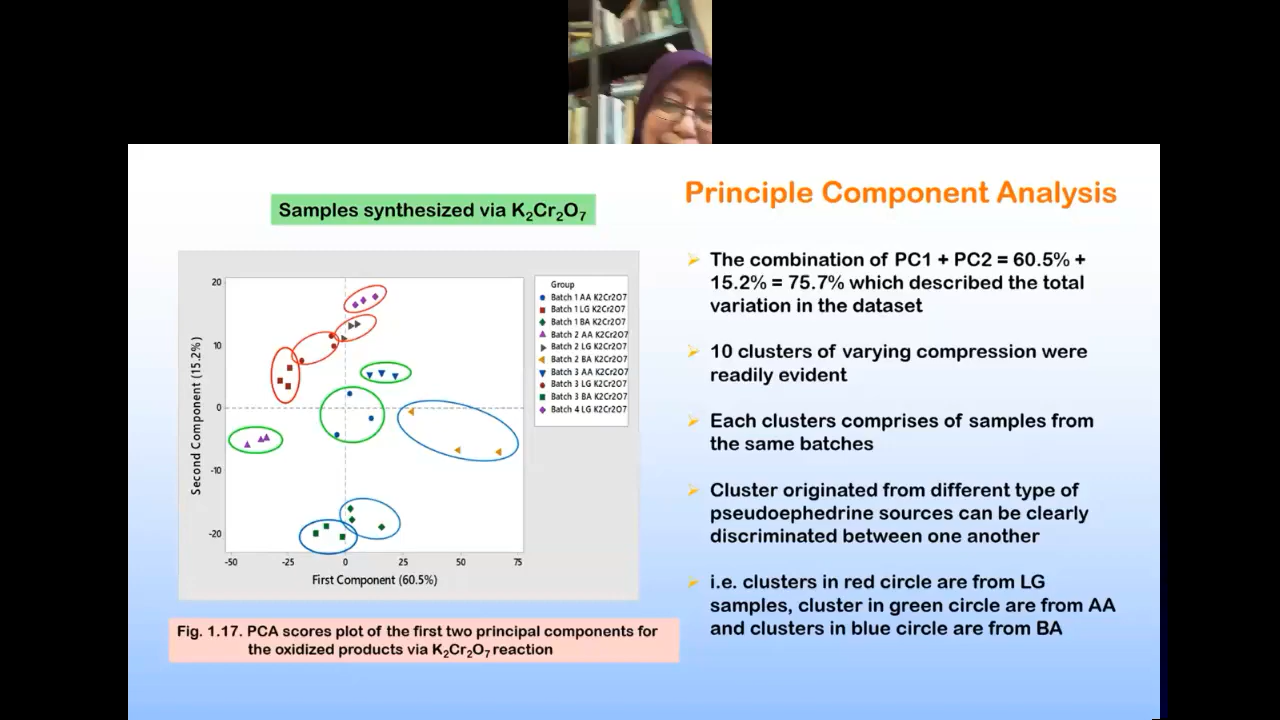 Principle Component Analysis
Samples synthesized via K₂Cr₂O₇
Second Component (15.2%)
20
10
0
-10
-20
-50
-25
0
25
50
75
First Component (60.5%)
Group
Batch 1 AA K2Cr2O7
Batch 1 LG K2Cr2O7
Batch 1 BA K2Cr2O7
Batch 2 AA K2Cr2O7
Batch 2 LG K2Cr2O7
Batch 2 BA K2Cr2O7
Batch 3 AA K2Cr2O7
Batch 3 LG K2Cr2O7
Batch 3 BA K2Cr2O7
Batch 4 LG K2Cr2O7
Fig. 1.17. PCA scores plot of the first two principal components for
the oxidized products via K₂Cr₂O₇ reaction
The combination of PC1 + PC2 = 60.5% +
15.2% = 75.7% which described the total
variation in the dataset
10 clusters of varying compression were
readily evident
Each clusters comprises of samples from
the same batches
Cluster originated from different type of
pseudoephedrine sources can be clearly
discriminated between one another
i.e. clusters in red circle are from LG
samples, cluster in green circle are from AA
and clusters in blue circle are from BA